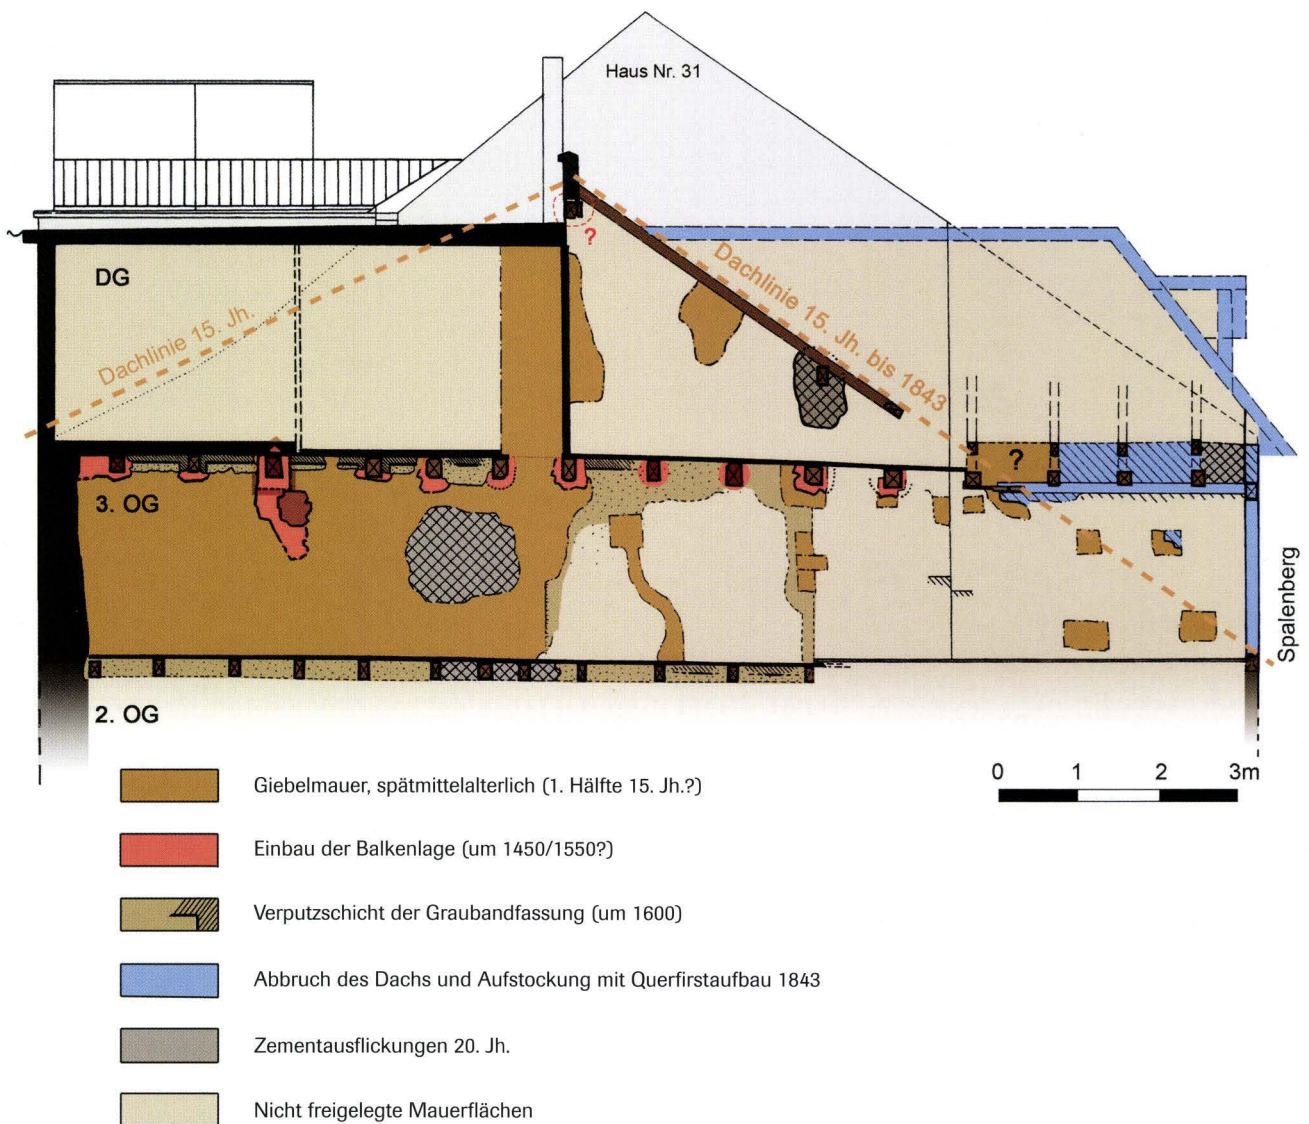 Haus Nr. 31
?
DG
Dachlinie 15. Jh.
Dachlinie 15. Jh. bis 1843
?
3. OG
Spalenberg
2. OG
0 1 2 3m
Giebelmauer, spätmittelalterlich (1. Hälfte 15. Jh.?)
Einbau der Balkenlage (um 1450/1550?)
Verputzschicht der Graubandfassung (um 1600)
Abbruch des Dachs und Aufstockung mit Querfirstaufbau 1843
Zementausflickungen 20. Jh.
Nicht freigelegte Mauerflächen